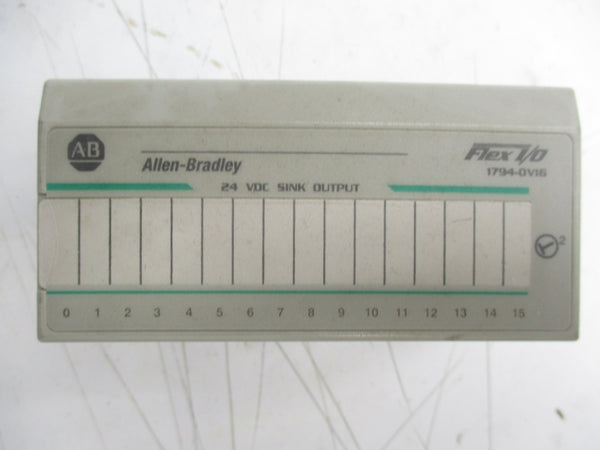 AB
Allen-Bradley
Flex I/O
1794-OV16
24 VDC SINK OUTPUT
2
0 1 2 3 4 5 6 7 8 9 10 11 12 13 14 15